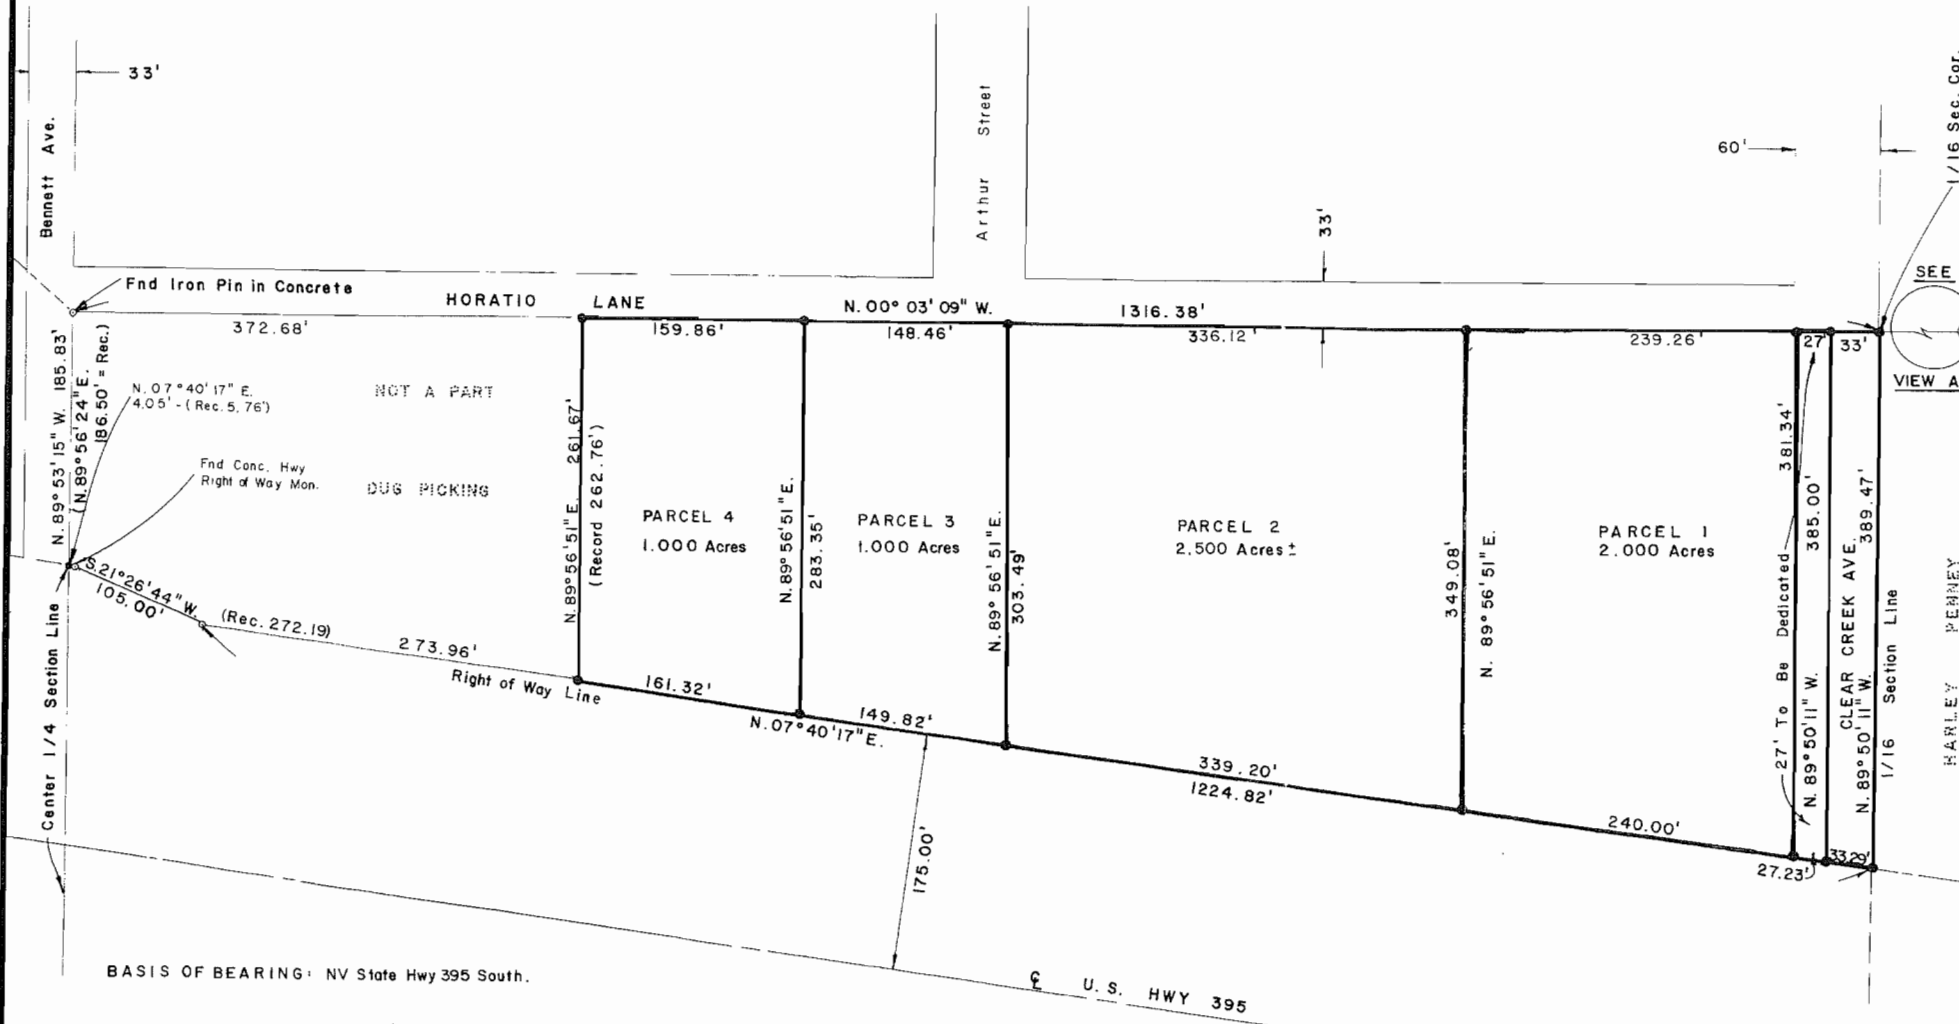 33'
Bennett Ave.
Arthur Street
60'
33'
1/16 Sec. Cor.
SEE
VIEW A
Fnd Iron Pin in Concrete
HORATIO LANE
N. 00° 03' 09" W.
1316.38'
372.68'
159.86'
148.46'
336.12'
239.26'
27'
33'
N. 89° 53' 15" W. 185.83'
(N.89° 56' 24" E.
186.50' = Rec.)
N. 07° 40' 17" E.
4.05' - (Rec. 5.76')
NOT A PART
Fnd Conc. Hwy
Right of Way Mon.
DUG PICKING
N.89° 56' 51" E. 261.67'
(Record 262.76')
PARCEL 4
1.000 Acres
N.89° 56' 51" E.
283.35'
PARCEL 3
1.000 Acres
N. 89° 56' 51" E.
303.49'
PARCEL 2
2.500 Acres ±
349.08'
N. 89° 56' 51" E.
PARCEL 1
2.000 Acres
381.34'
27' To Be Dedicated
385.00'
N. 89° 50' 11" W.
CLEAR CREEK AVE.
389.47'
N. 89° 50' 11" W.
1/16 Section Line
HARLEY PENNEY
S. 21° 26' 44" W.
105.00'
(Rec. 272.19)
273.96'
Right of Way Line
161.32'
N. 07° 40' 17" E.
149.82'
339.20'
1224.82'
240.00'
27.23'
33.29'
Center 1/4 Section Line
175.00'
BASIS OF BEARING: NV State Hwy 395 South.
℄ U. S. HWY 395